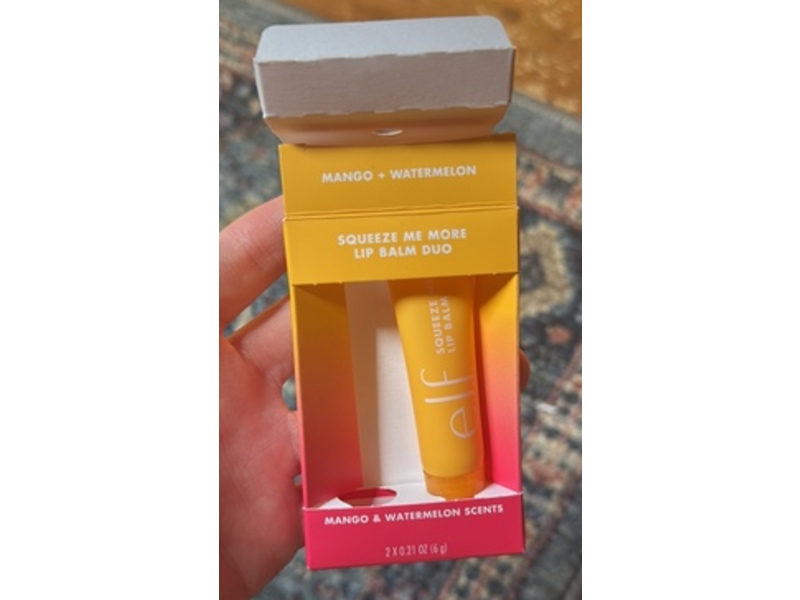 MANGO + WATERMELON
SQUEEZE ME MORE
LIP BALM DUO
SQUEEZE
LIP BALM
elf
MANGO & WATERMELON SCENTS
2 X 0.21 OZ (6 g)